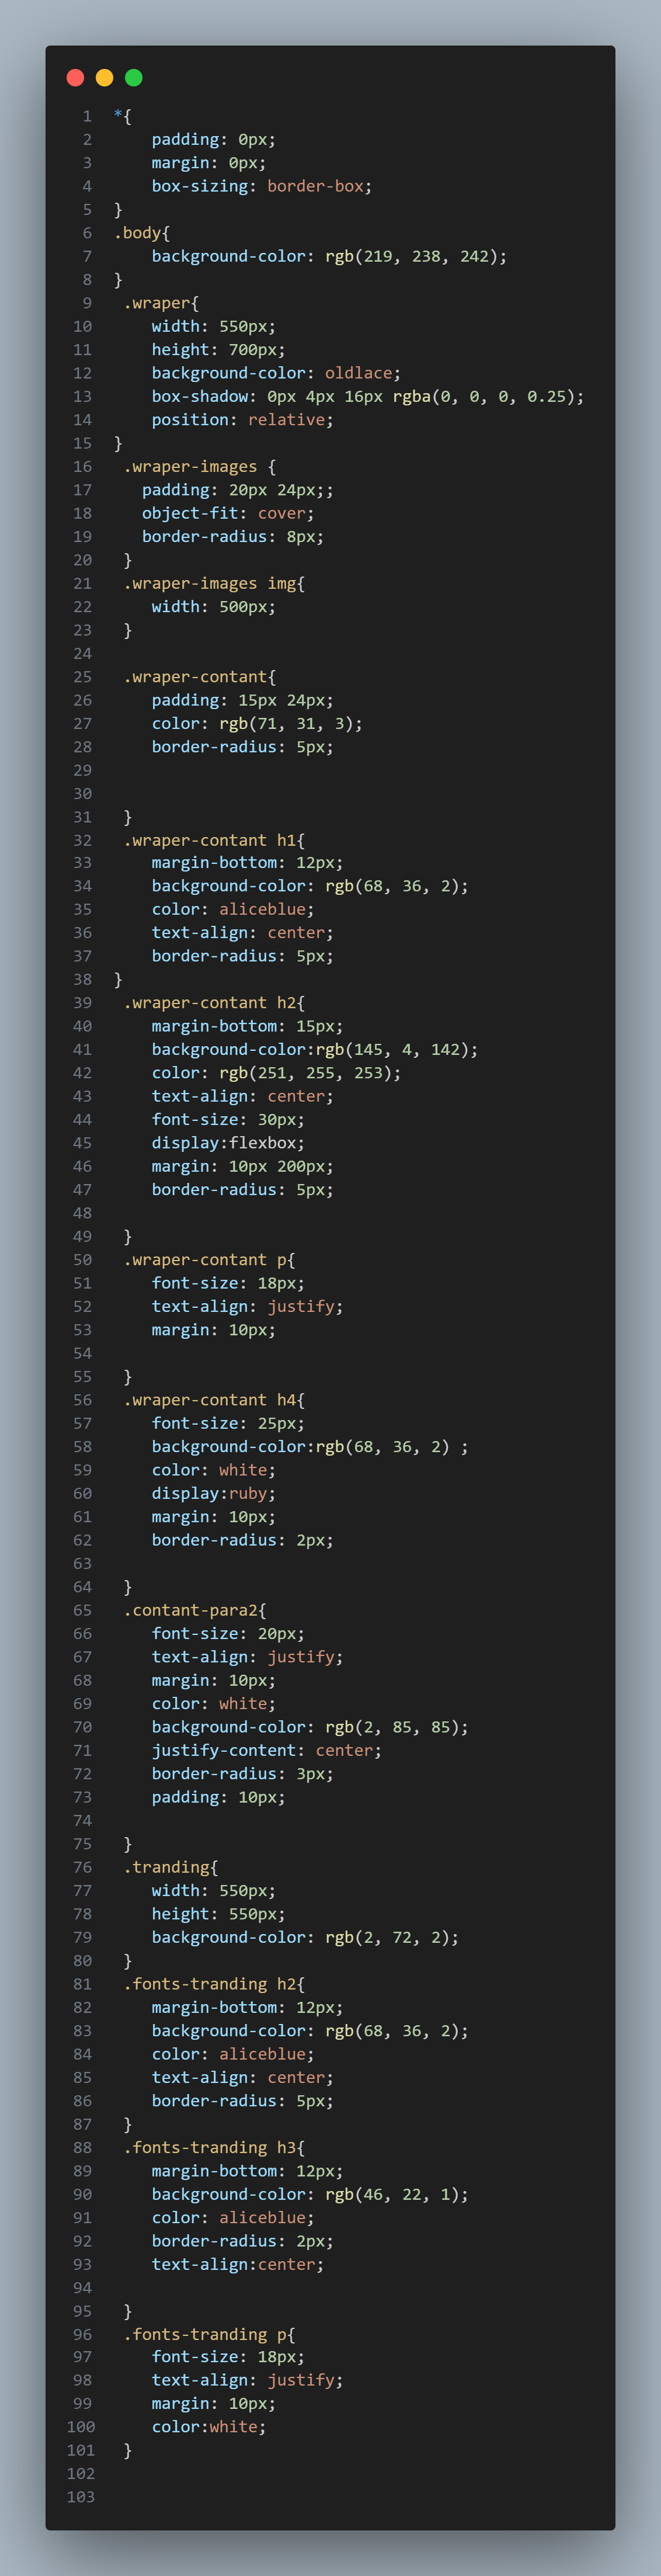 1 *{
2 padding: 0px;
3 margin: 0px;
4 box-sizing: border-box;
5 }
6 .body{
7 background-color: rgb(219, 238, 242);
8 }
9 .wraper{
10 width: 550px;
11 height: 700px;
12 background-color: oldlace;
13 box-shadow: 0px 4px 16px rgba(0, 0, 0, 0.25);
14 position: relative;
15 }
16 .wraper-images {
17 padding: 20px 24px;;
18 object-fit: cover;
19 border-radius: 8px;
20 }
21 .wraper-images img{
22 width: 500px;
23 }
24
25 .wraper-contant{
26 padding: 15px 24px;
27 color: rgb(71, 31, 3);
28 border-radius: 5px;
29
30
31 }
32 .wraper-contant h1{
33 margin-bottom: 12px;
34 background-color: rgb(68, 36, 2);
35 color: aliceblue;
36 text-align: center;
37 border-radius: 5px;
38 }
39 .wraper-contant h2{
40 margin-bottom: 15px;
41 background-color:rgb(145, 4, 142);
42 color: rgb(251, 255, 253);
43 text-align: center;
44 font-size: 30px;
45 display:flexbox;
46 margin: 10px 200px;
47 border-radius: 5px;
48
49 }
50 .wraper-contant p{
51 font-size: 18px;
52 text-align: justify;
53 margin: 10px;
54
55 }
56 .wraper-contant h4{
57 font-size: 25px;
58 background-color:rgb(68, 36, 2) ;
59 color: white;
60 display:ruby;
61 margin: 10px;
62 border-radius: 2px;
63
64 }
65 .contant-para2{
66 font-size: 20px;
67 text-align: justify;
68 margin: 10px;
69 color: white;
70 background-color: rgb(2, 85, 85);
71 justify-content: center;
72 border-radius: 3px;
73 padding: 10px;
74
75 }
76 .tranding{
77 width: 550px;
78 height: 550px;
79 background-color: rgb(2, 72, 2);
80 }
81 .fonts-tranding h2{
82 margin-bottom: 12px;
83 background-color: rgb(68, 36, 2);
84 color: aliceblue;
85 text-align: center;
86 border-radius: 5px;
87 }
88 .fonts-tranding h3{
89 margin-bottom: 12px;
90 background-color: rgb(46, 22, 1);
91 color: aliceblue;
92 border-radius: 2px;
93 text-align:center;
94
95 }
96 .fonts-tranding p{
97 font-size: 18px;
98 text-align: justify;
99 margin: 10px;
100 color:white;
101 }
102
103